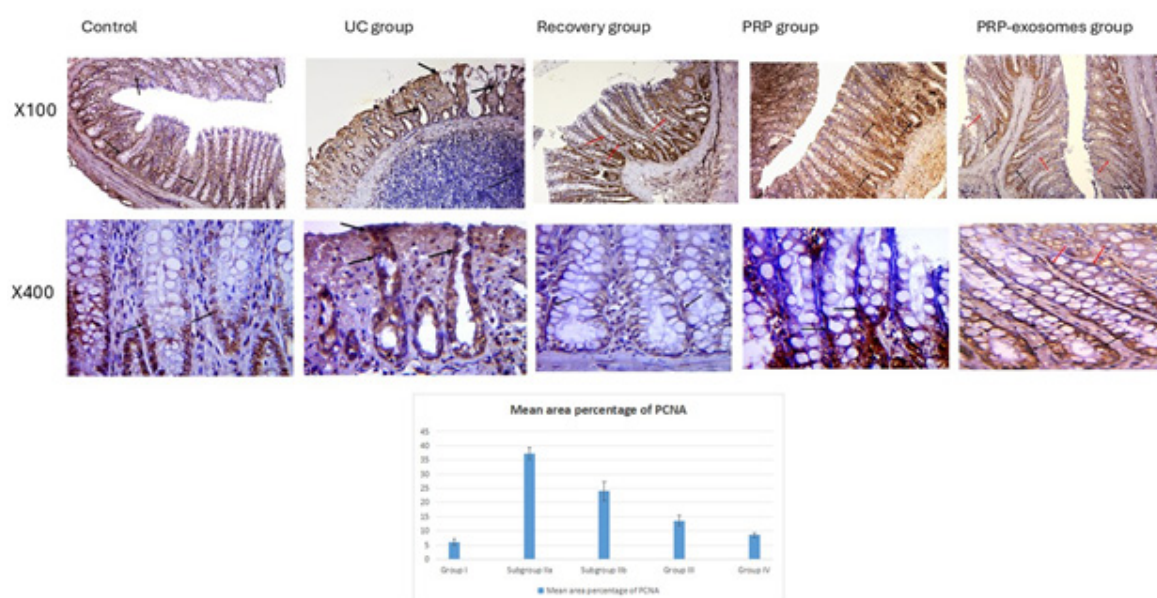 Control UC group Recovery group PRP group PRP-exosomes group
X100
X400
Mean area percentage of PCNA
45
40
35
30
25
20
15
10
5
0
Group I Subgroup IIa Subgroup IIb Group III Group IV
Mean area percentage of PCNA